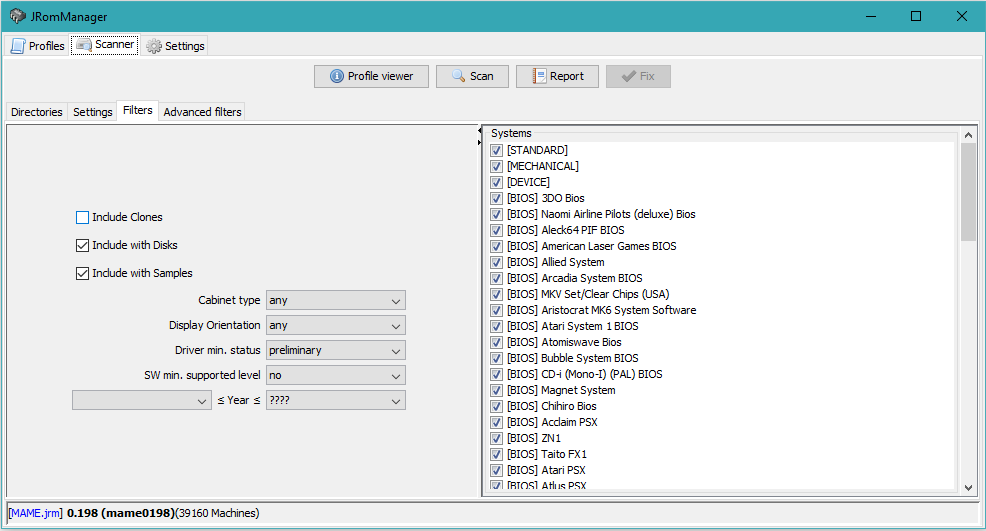 JRomManager
Profiles Scanner Settings
Profile viewer Scan Report Fix
Directories Settings Filters Advanced filters
Include Clones
Include with Disks
Include with Samples
Cabinet type any
Display Orientation any
Driver min. status preliminary
SW min. supported level no
≤ Year ≤ ????
Systems
[STANDARD]
[MECHANICAL]
[DEVICE]
[BIOS] 3DO Bios
[BIOS] Naomi Airline Pilots (deluxe) Bios
[BIOS] Aleck64 PIF BIOS
[BIOS] American Laser Games BIOS
[BIOS] Allied System
[BIOS] Arcadia System BIOS
[BIOS] MKV Set/Clear Chips (USA)
[BIOS] Aristocrat MK6 System Software
[BIOS] Atari System 1 BIOS
[BIOS] Atomiswave Bios
[BIOS] Bubble System BIOS
[BIOS] CD-i (Mono-I) (PAL) BIOS
[BIOS] Magnet System
[BIOS] Chihiro Bios
[BIOS] Acclaim PSX
[BIOS] ZN1
[BIOS] Taito FX1
[BIOS] Atari PSX
[BIOS] Atlus PSX
[MAME.jrm] 0.198 (mame0198)(39160 Machines)